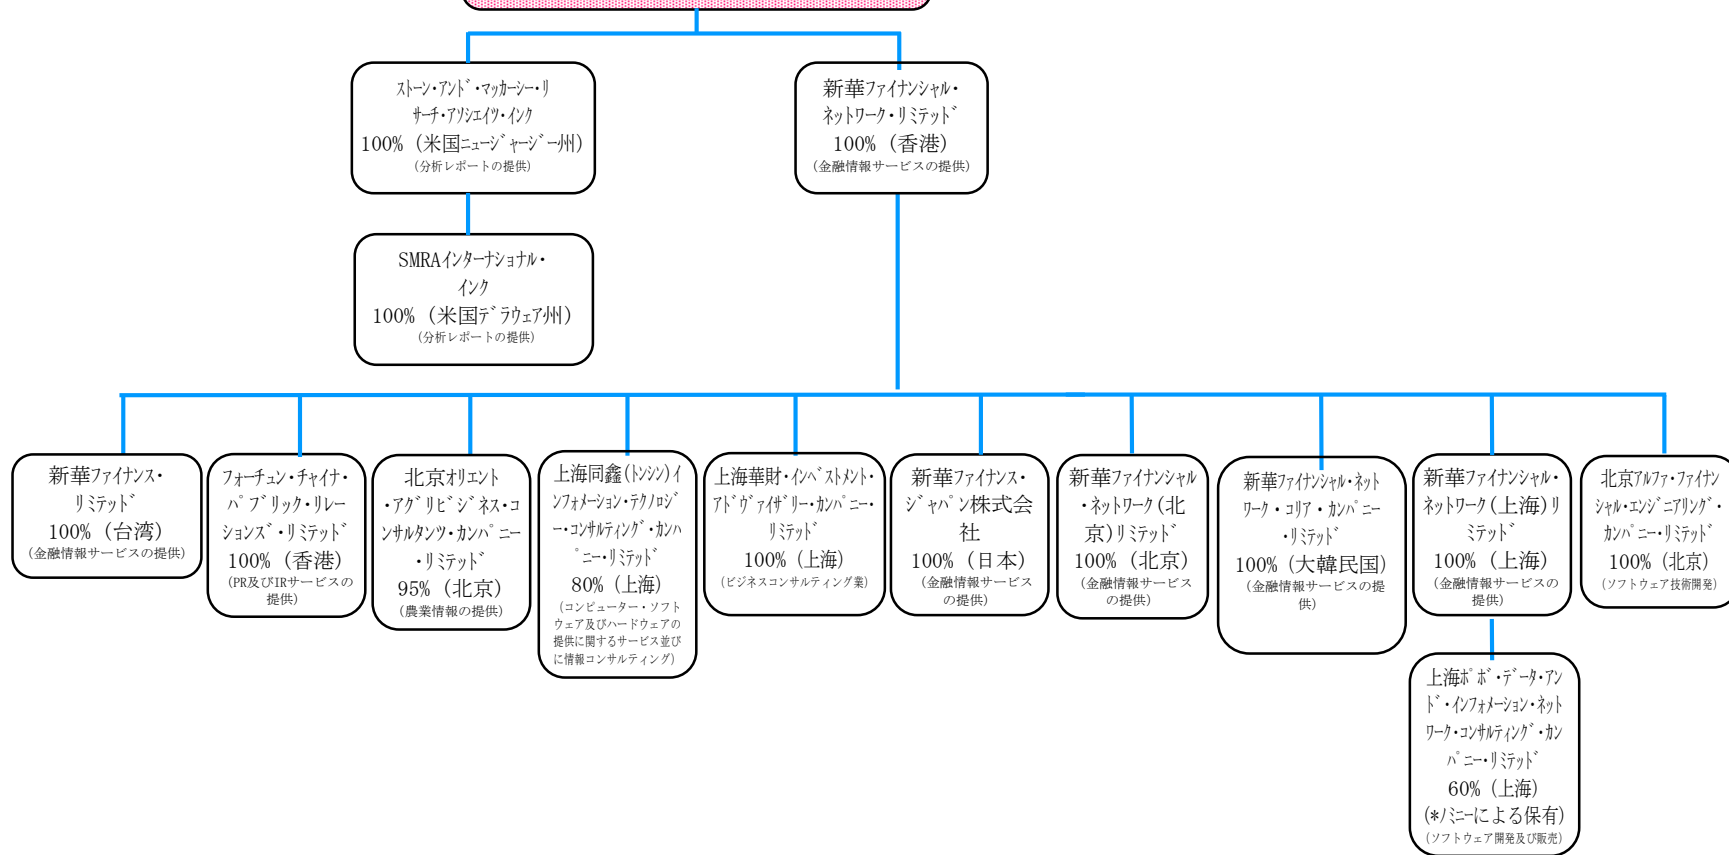 ストーン・アンド・マッカーシー・リ
サーチ・アソシエイツ・インク
100% (米国ニュージャージー州)
(分析レポートの提供)
新華ファイナンシャル・
ネットワーク・リミテッド
100% (香港)
(金融情報サービスの提供)
SMRAインターナショナル・
インク
100% (米国デラウェア州)
(分析レポートの提供)
新華ファイナンス・
リミテッド
100% (台湾)
(金融情報サービスの提供)
フォーチュン・チャイナ・
パブリック・リレー
ションズ・リミテッド
100% (香港)
(PR及びIRサービスの
提供)
北京オリエント
・アグリビジネス・コ
ンサルタンツ・カンパニー
・リミテッド
95% (北京)
(農業情報の提供)
上海同鑫(トンシン)イ
ンフォメーション・テクノロジ
ー・コンサルティング・カンパ
ニー・リミテッド
80% (上海)
(コンピューター・ソフト
ウェア及びハードウェアの
提供に関するサービス並び
に情報コンサルティング)
上海華財・インベストメント・
アドヴァイザリー・カンパニー・
リミテッド
100% (上海)
(ビジネスコンサルティング業)
新華ファイナンス・
ジャパン株式会
社
100% (日本)
(金融情報サービス
の提供)
新華ファイナンシャル
・ネットワーク(北
京)リミテッド
100% (北京)
(金融情報サービス
の提供)
新華ファイナンシャル・ネット
ワーク・コリア・カンパニー
・リミテッド
100% (大韓民国)
(金融情報サービスの提
供)
新華ファイナンシャル・
ネットワーク(上海)リ
ミテッド
100% (上海)
(金融情報サービスの
提供)
北京アルファ・ファイナン
シャル・エンジニアリング・
カンパニー・リミテッド
100% (北京)
(ソフトウェア技術開発)
上海ポポ・データ・アン
ド・インフォメーション・ネット
ワーク・コンサルティング・カン
パニー・リミテッド
60% (上海)
(*ノミニーによる保有)
(ソフトウェア開発及び販売)